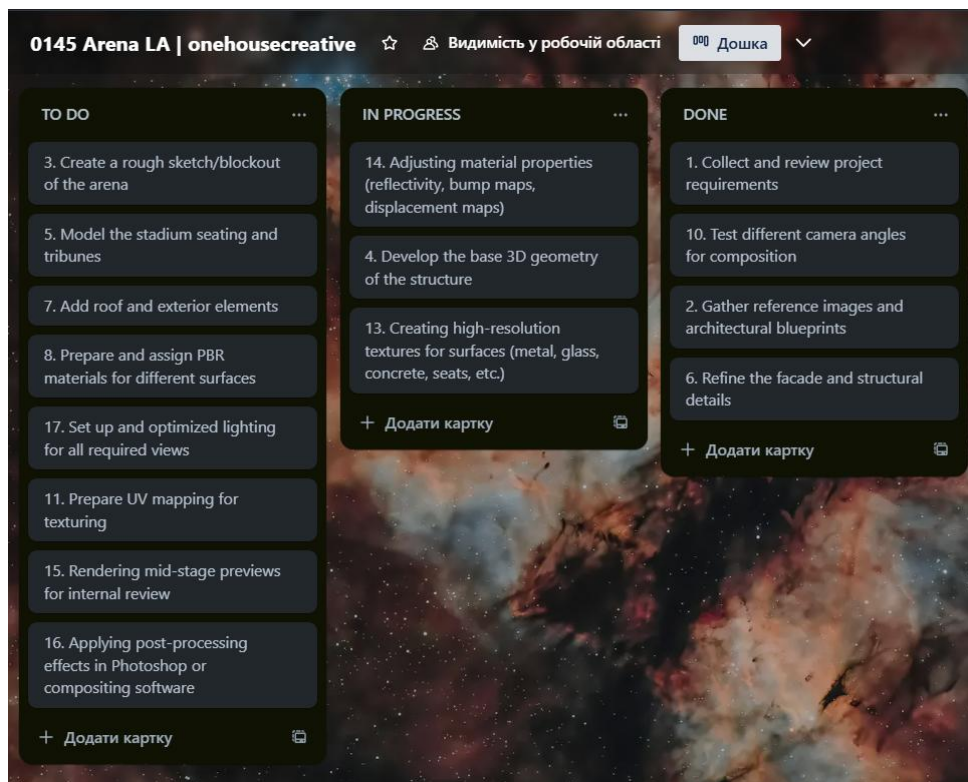 0145 Arena LA | onehousecreative
Видимість у робочій області
Дошка
TO DO
3. Create a rough sketch/blockout
of the arena
5. Model the stadium seating and
tribunes
7. Add roof and exterior elements
8. Prepare and assign PBR
materials for different surfaces
17. Set up and optimized lighting
for all required views
11. Prepare UV mapping for
texturing
15. Rendering mid-stage previews
for internal review
16. Applying post-processing
effects in Photoshop or
compositing software
+ Додати картку
IN PROGRESS
14. Adjusting material properties
(reflectivity, bump maps,
displacement maps)
4. Develop the base 3D geometry
of the structure
13. Creating high-resolution
textures for surfaces (metal, glass,
concrete, seats, etc.)
+ Додати картку
DONE
1. Collect and review project
requirements
10. Test different camera angles
for composition
2. Gather reference images and
architectural blueprints
6. Refine the facade and structural
details
+ Додати картку